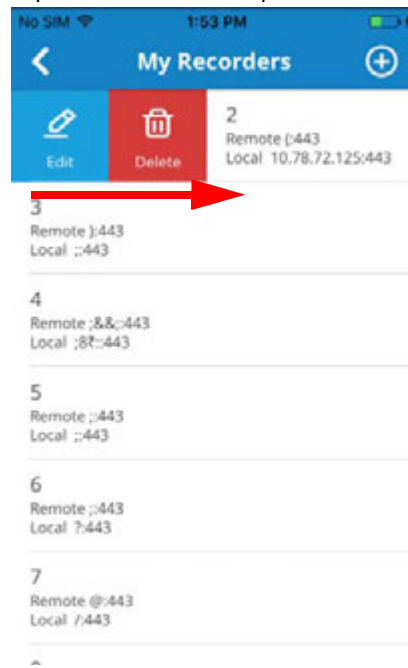 No SIM 1:53 PM
My Recorders
Edit
Delete
2
Remote (:443
Local 10.78.72.125:443
3
Remote ):443
Local ;:443
4
Remote ;&&;:443
Local ;8₹::443
5
Remote ;:443
Local ;:443
6
Remote ;:443
Local ?:443
7
Remote @:443
Local /:443